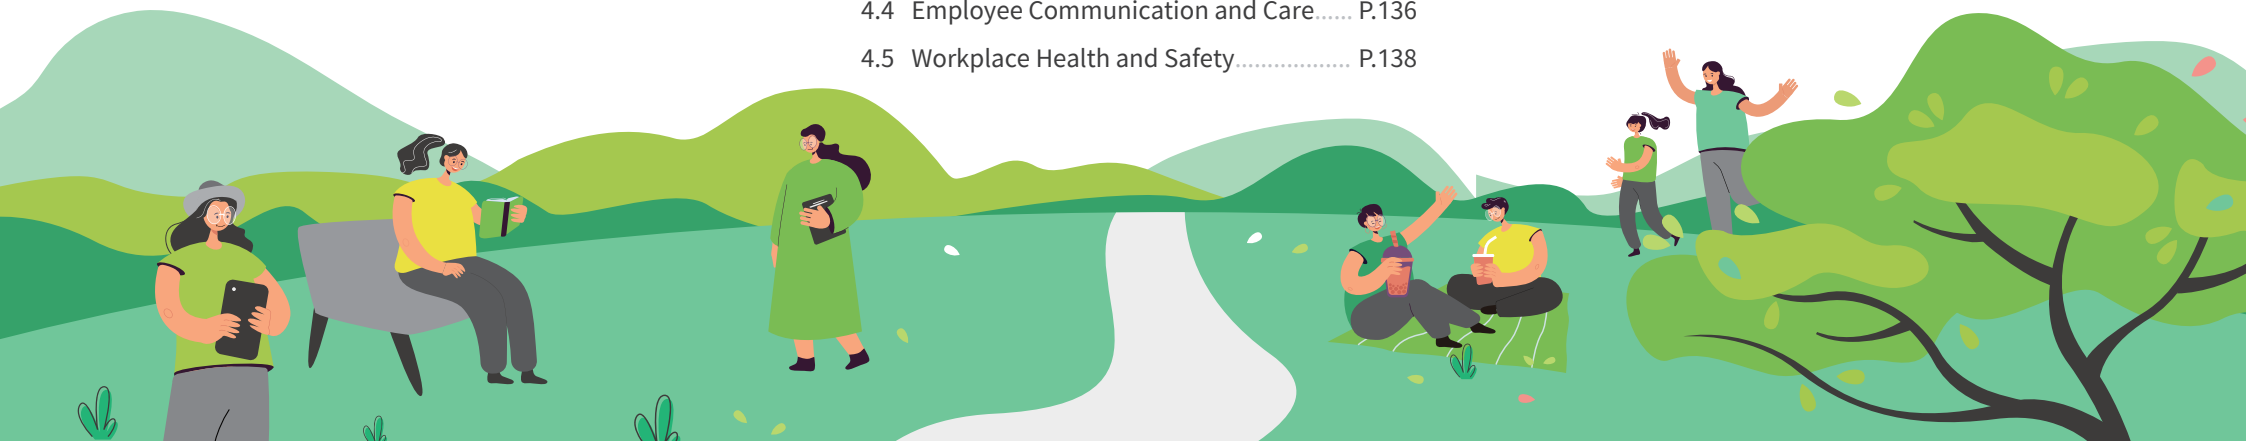 4.4 Employee Communication and Care...... P.136
4.5 Workplace Health and Safety.................. P.138